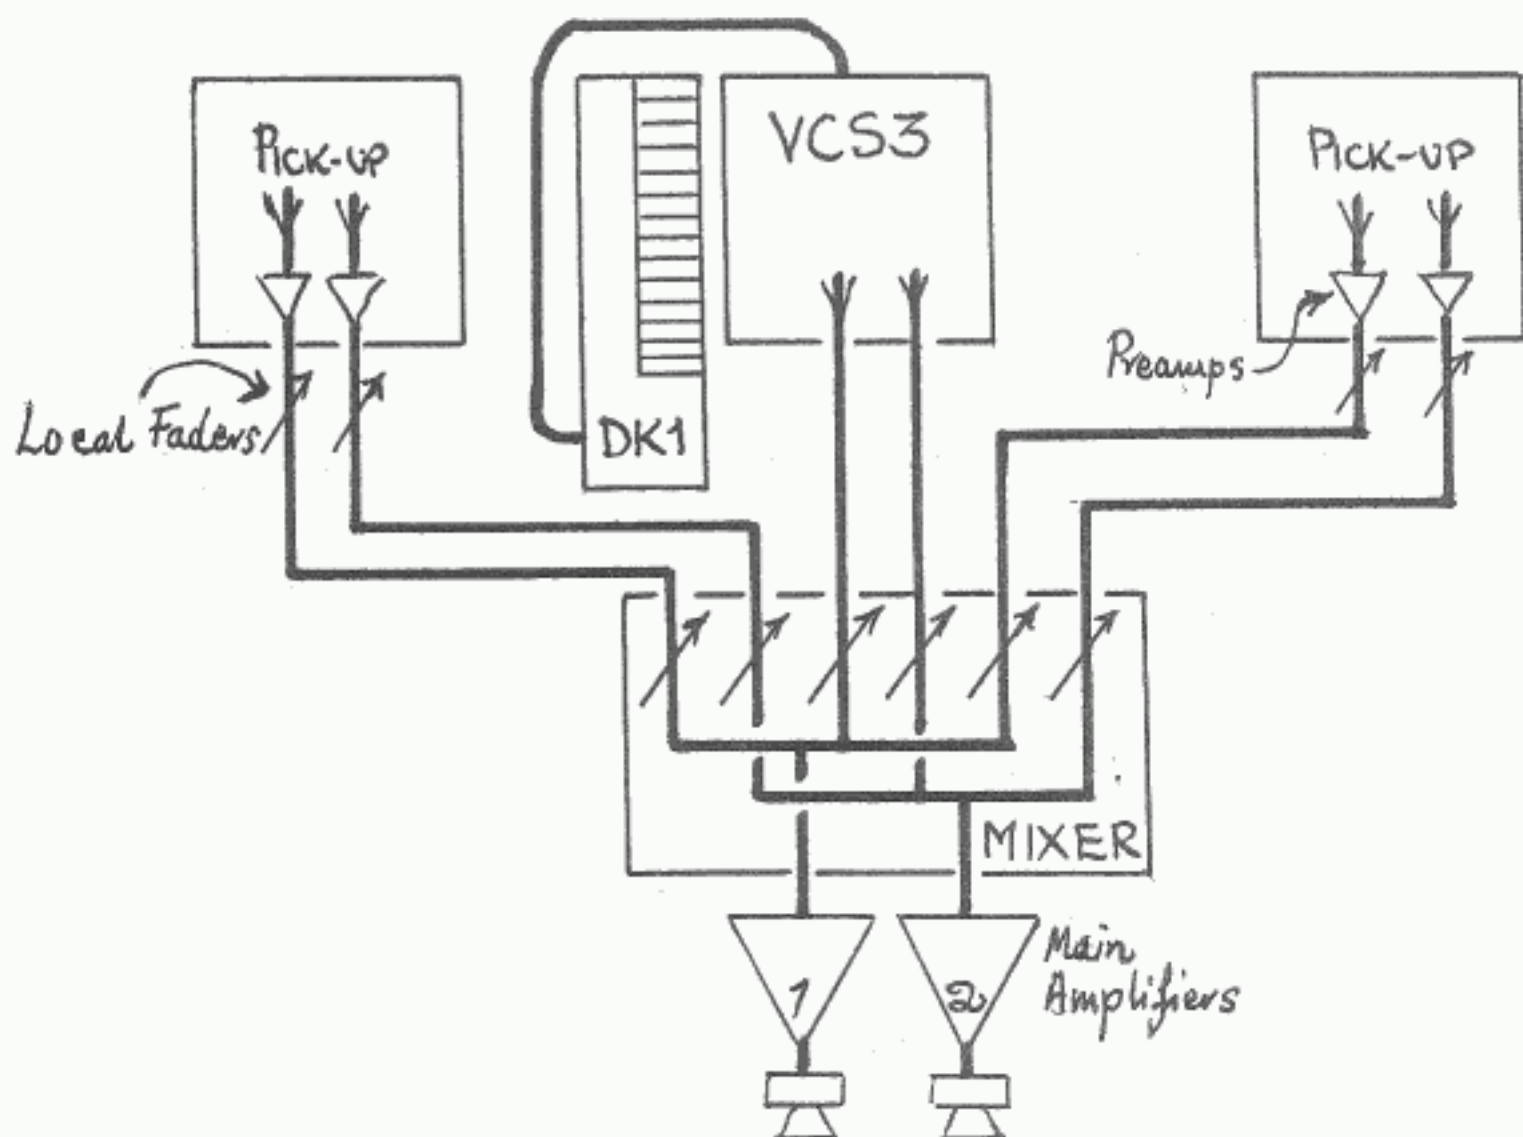 PICK-UP
VCS3
PICK-UP
Preamps
Local Faders
DK1
MIXER
1
2
Main
Amplifiers